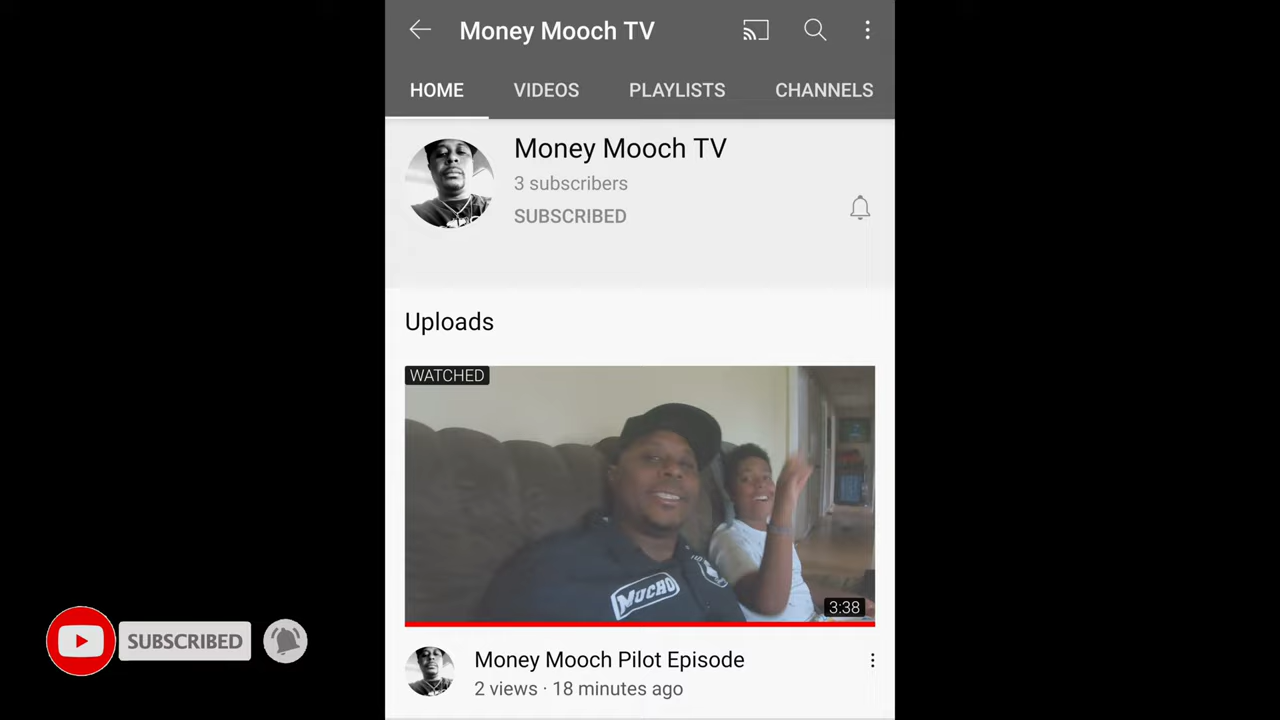 Money Mooch TV
HOME VIDEOS PLAYLISTS CHANNELS
Money Mooch TV
3 subscribers
SUBSCRIBED
Uploads
WATCHED
MUCHO
3:38
SUBSCRIBED
Money Mooch Pilot Episode
2 views · 18 minutes ago